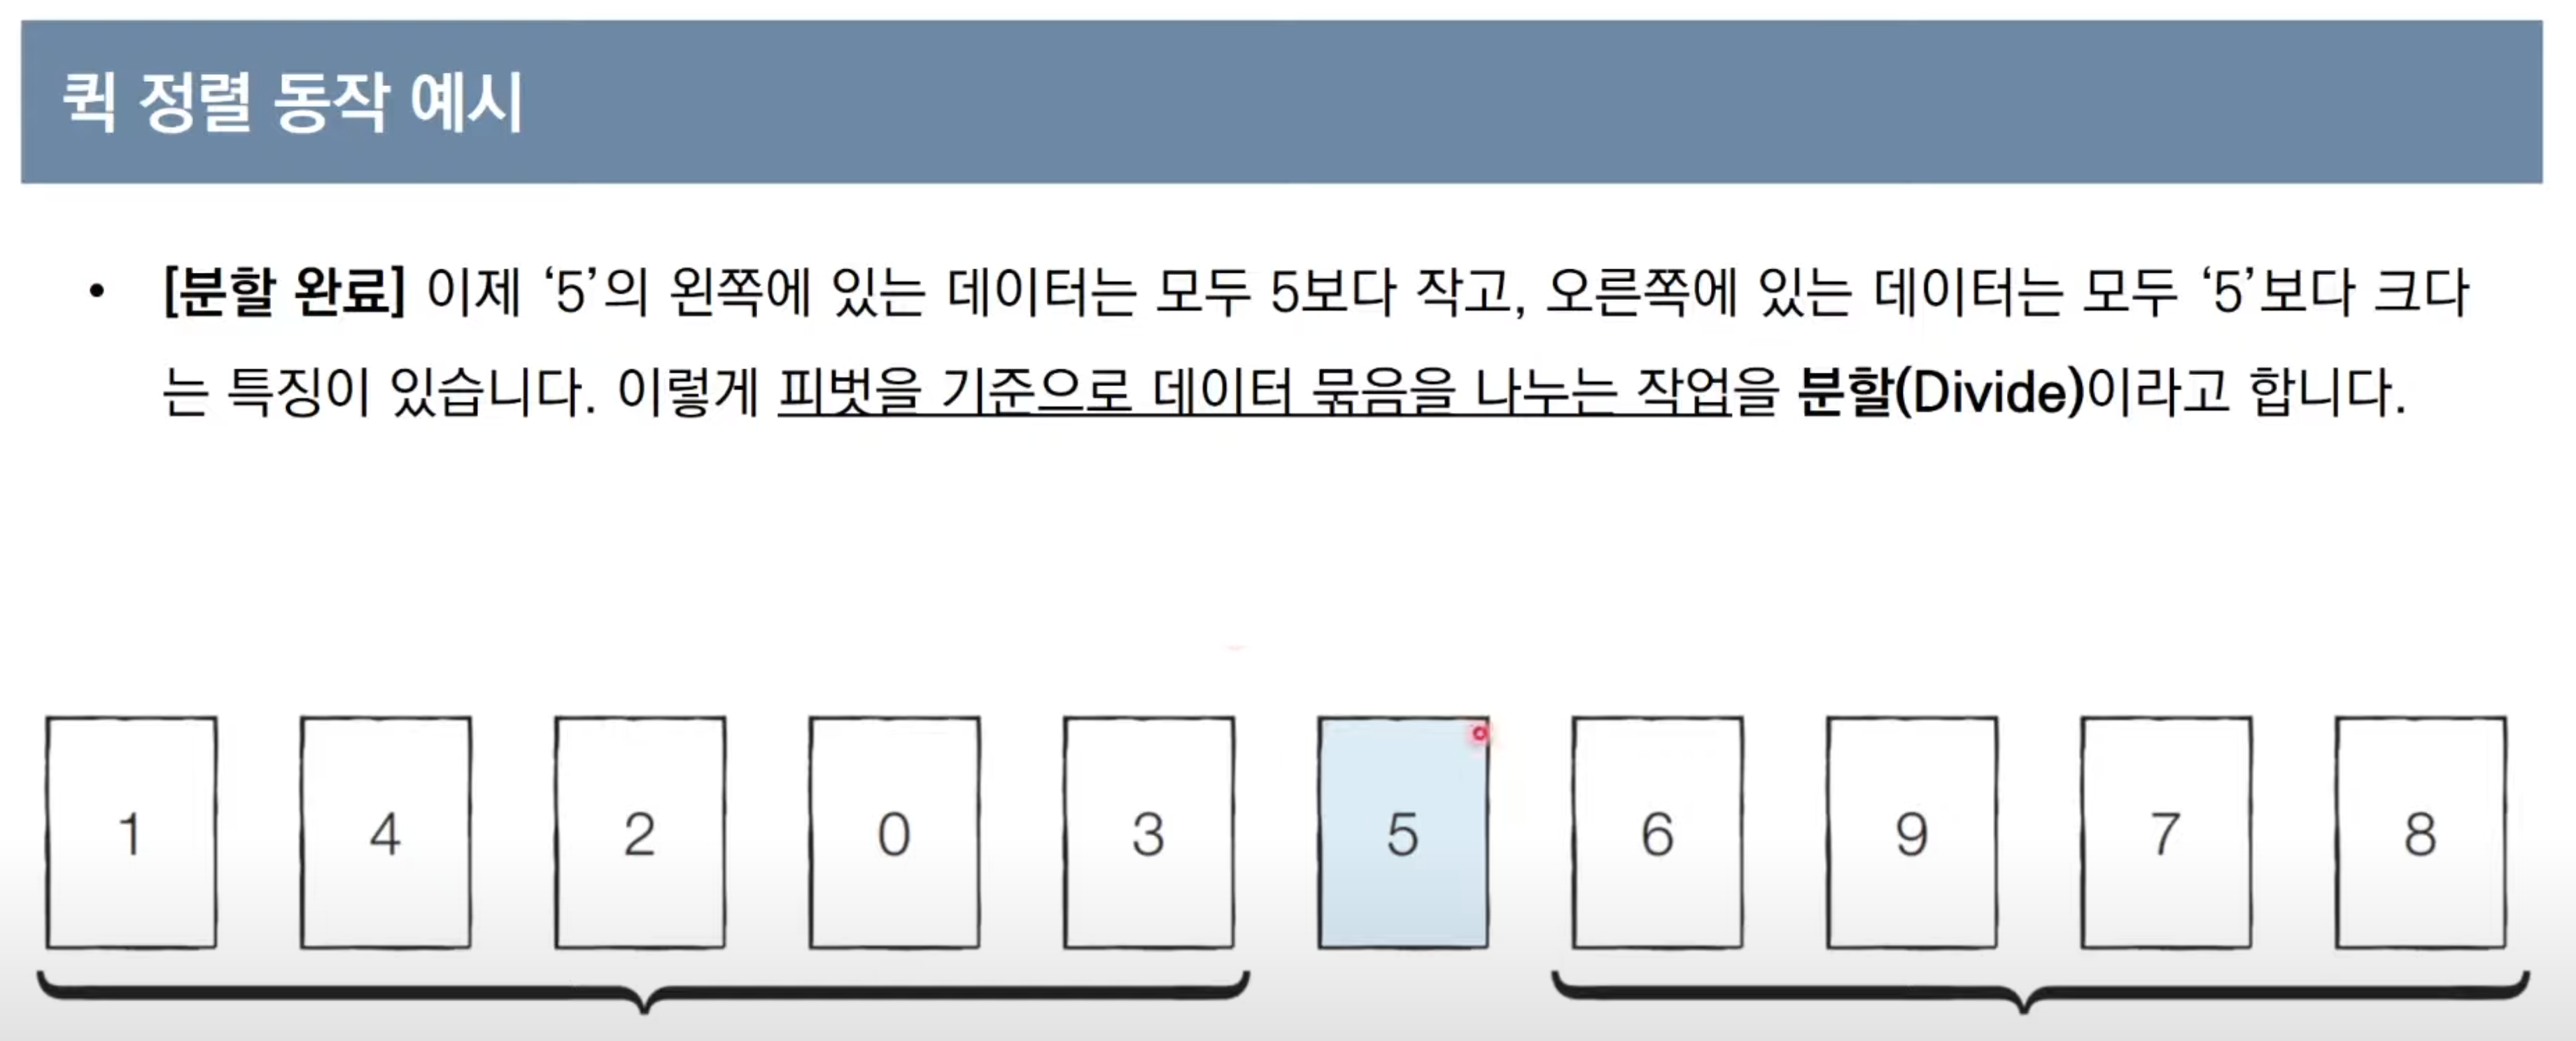 퀵 정렬 동작 예시
• [분할 완료] 이제 ‘5’의 왼쪽에 있는 데이터는 모두 5보다 작고, 오른쪽에 있는 데이터는 모두 ‘5’보다 크다
는 특징이 있습니다. 이렇게 피벗을 기준으로 데이터 묶음을 나누는 작업을 분할(Divide)이라고 합니다.
1 4 2 0 3 5 6 9 7 8